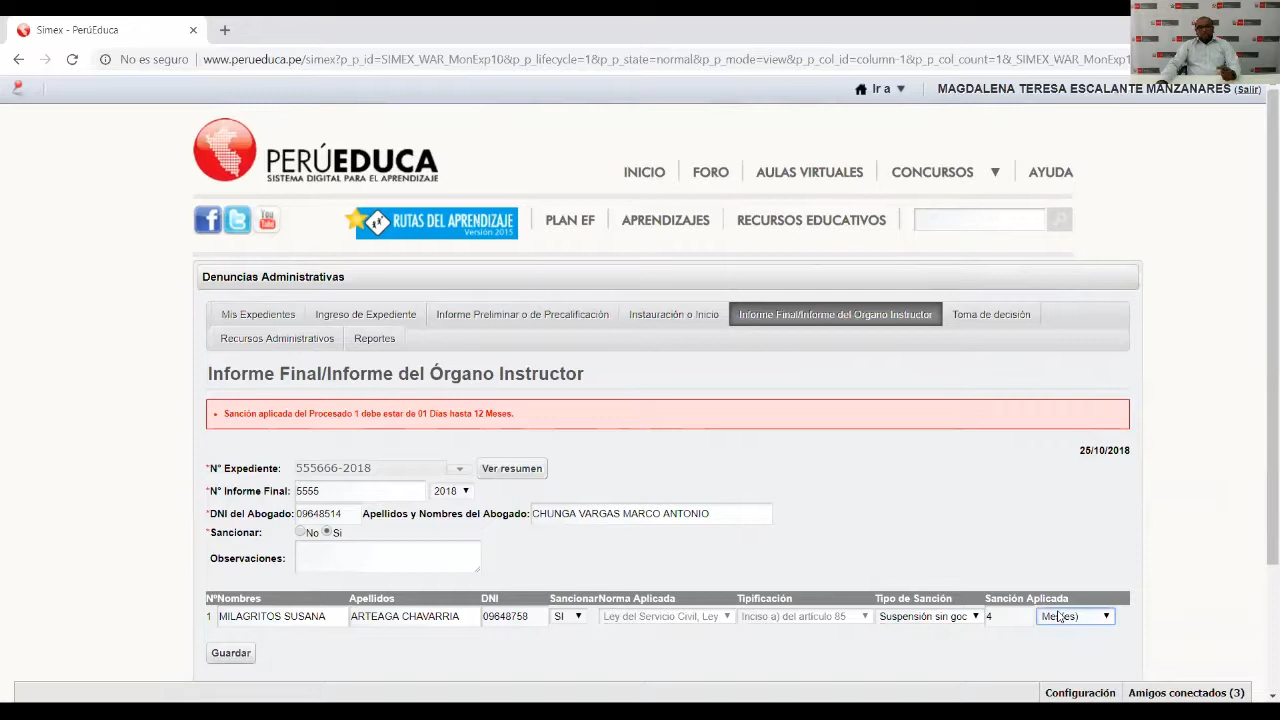 Simex - PerúEduca
No es seguro | www.perueduca.pe/simex?p_p_id=SIMEX_WAR_MonExp10&p_p_lifecycle=1&p_p_state=normal&p_p_mode=view&p_p_col_id=column-1&p_p_col_count=1&_SIMEX_WAR_MonExp1
Ir a ▼ MAGDALENA TERESA ESCALANTE MANZANARES (Salir)
PERÚEDUCA
SISTEMA DIGITAL PARA EL APRENDIZAJE
INICIO FORO AULAS VIRTUALES CONCURSOS ▼ AYUDA
You Tube RUTAS DEL APRENDIZAJE PLAN EF APRENDIZAJES RECURSOS EDUCATIVOS
Versión 2015
Denuncias Administrativas
Mis Expedientes Ingreso de Expediente Informe Preliminar o de Precalificación Instauración o Inicio Informe Final/Informe del Organo Instructor Toma de decisión
Recursos Administrativos Reportes
Informe Final/Informe del Órgano Instructor
Sanción aplicada del Procesado 1 debe estar de 01 Días hasta 12 Meses.
25/10/2018
*N° Expediente: 555666-2018 Ver resumen
*N° Informe Final: 5555 2018 ▼
*DNI del Abogado: 09648514 Apellidos y Nombres del Abogado: CHUNGA VARGAS MARCO ANTONIO
*Sancionar: No Si
Observaciones:
N° Nombres Apellidos DNI Sancionar Norma Aplicada Tipificación Tipo de Sanción Sanción Aplicada
1 MILAGRITOS SUSANA ARTEAGA CHAVARRIA 09648758 SI ▼ Ley del Servicio Civil, Ley ▼ Inciso a) del articulo 85 ▼ Suspensión sin goc ▼ 4
Guardar
Configuración Amigos conectados (3)